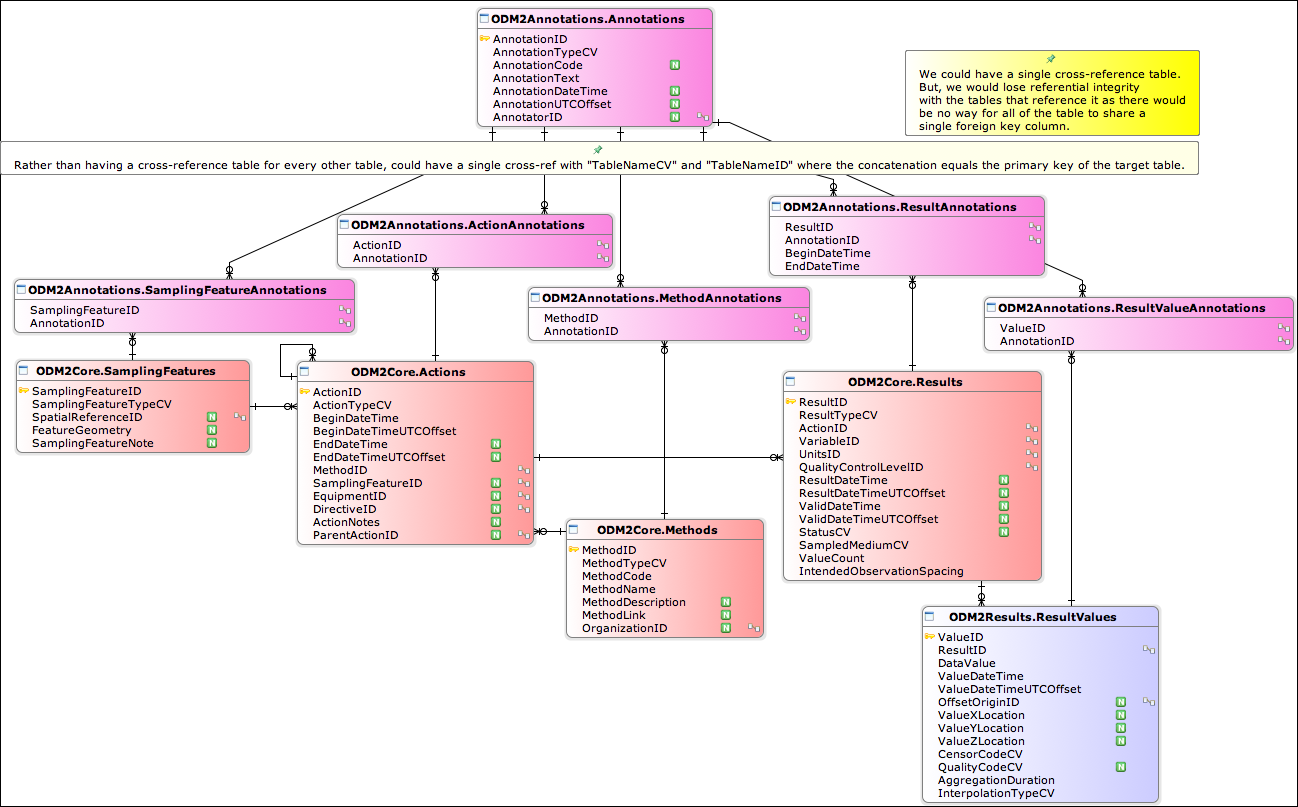 ODM2Annotations.Annotations
AnnotationID
AnnotationTypeCV
AnnotationCode N
AnnotationText
AnnotationDateTime N
AnnotationUTCOffset N
AnnotatorID N
We could have a single cross-reference table.
But, we would lose referential integrity
with the tables that reference it as there would
be no way for all of the table to share a
single foreign key column.
Rather than having a cross-reference table for every other table, could have a single cross-ref with "TableNameCV" and "TableNameID" where the concatenation equals the primary key of the target table.
ODM2Annotations.ActionAnnotations
ActionID
AnnotationID
ODM2Annotations.ResultAnnotations
ResultID
AnnotationID
BeginDateTime
EndDateTime
ODM2Annotations.SamplingFeatureAnnotations
SamplingFeatureID
AnnotationID
ODM2Annotations.MethodAnnotations
MethodID
AnnotationID
ODM2Annotations.ResultValueAnnotations
ValueID
AnnotationID
ODM2Core.SamplingFeatures
SamplingFeatureID
SamplingFeatureTypeCV
SpatialReferenceID N
FeatureGeometry N
SamplingFeatureNote N
ODM2Core.Actions
ActionID
ActionTypeCV
BeginDateTime
BeginDateTimeUTCOffset
EndDateTime N
EndDateTimeUTCOffset N
MethodID
SamplingFeatureID N
EquipmentID N
DirectiveID N
ActionNotes N
ParentActionID N
ODM2Core.Results
ResultID
ResultTypeCV
ActionID
VariableID
UnitsID
QualityControlLevelID
ResultDateTime N
ResultDateTimeUTCOffset N
ValidDateTime N
ValidDateTimeUTCOffset N
StatusCV N
SampledMediumCV
ValueCount
IntendedObservationSpacing
ODM2Core.Methods
MethodID
MethodTypeCV
MethodCode
MethodName
MethodDescription N
MethodLink N
OrganizationID N
ODM2Results.ResultValues
ValueID
ResultID
DataValue
ValueDateTime
ValueDateTimeUTCOffset
OffsetOriginID N
ValueXLocation N
ValueYLocation N
ValueZLocation N
CensorCodeCV
QualityCodeCV N
AggregationDuration
InterpolationTypeCV